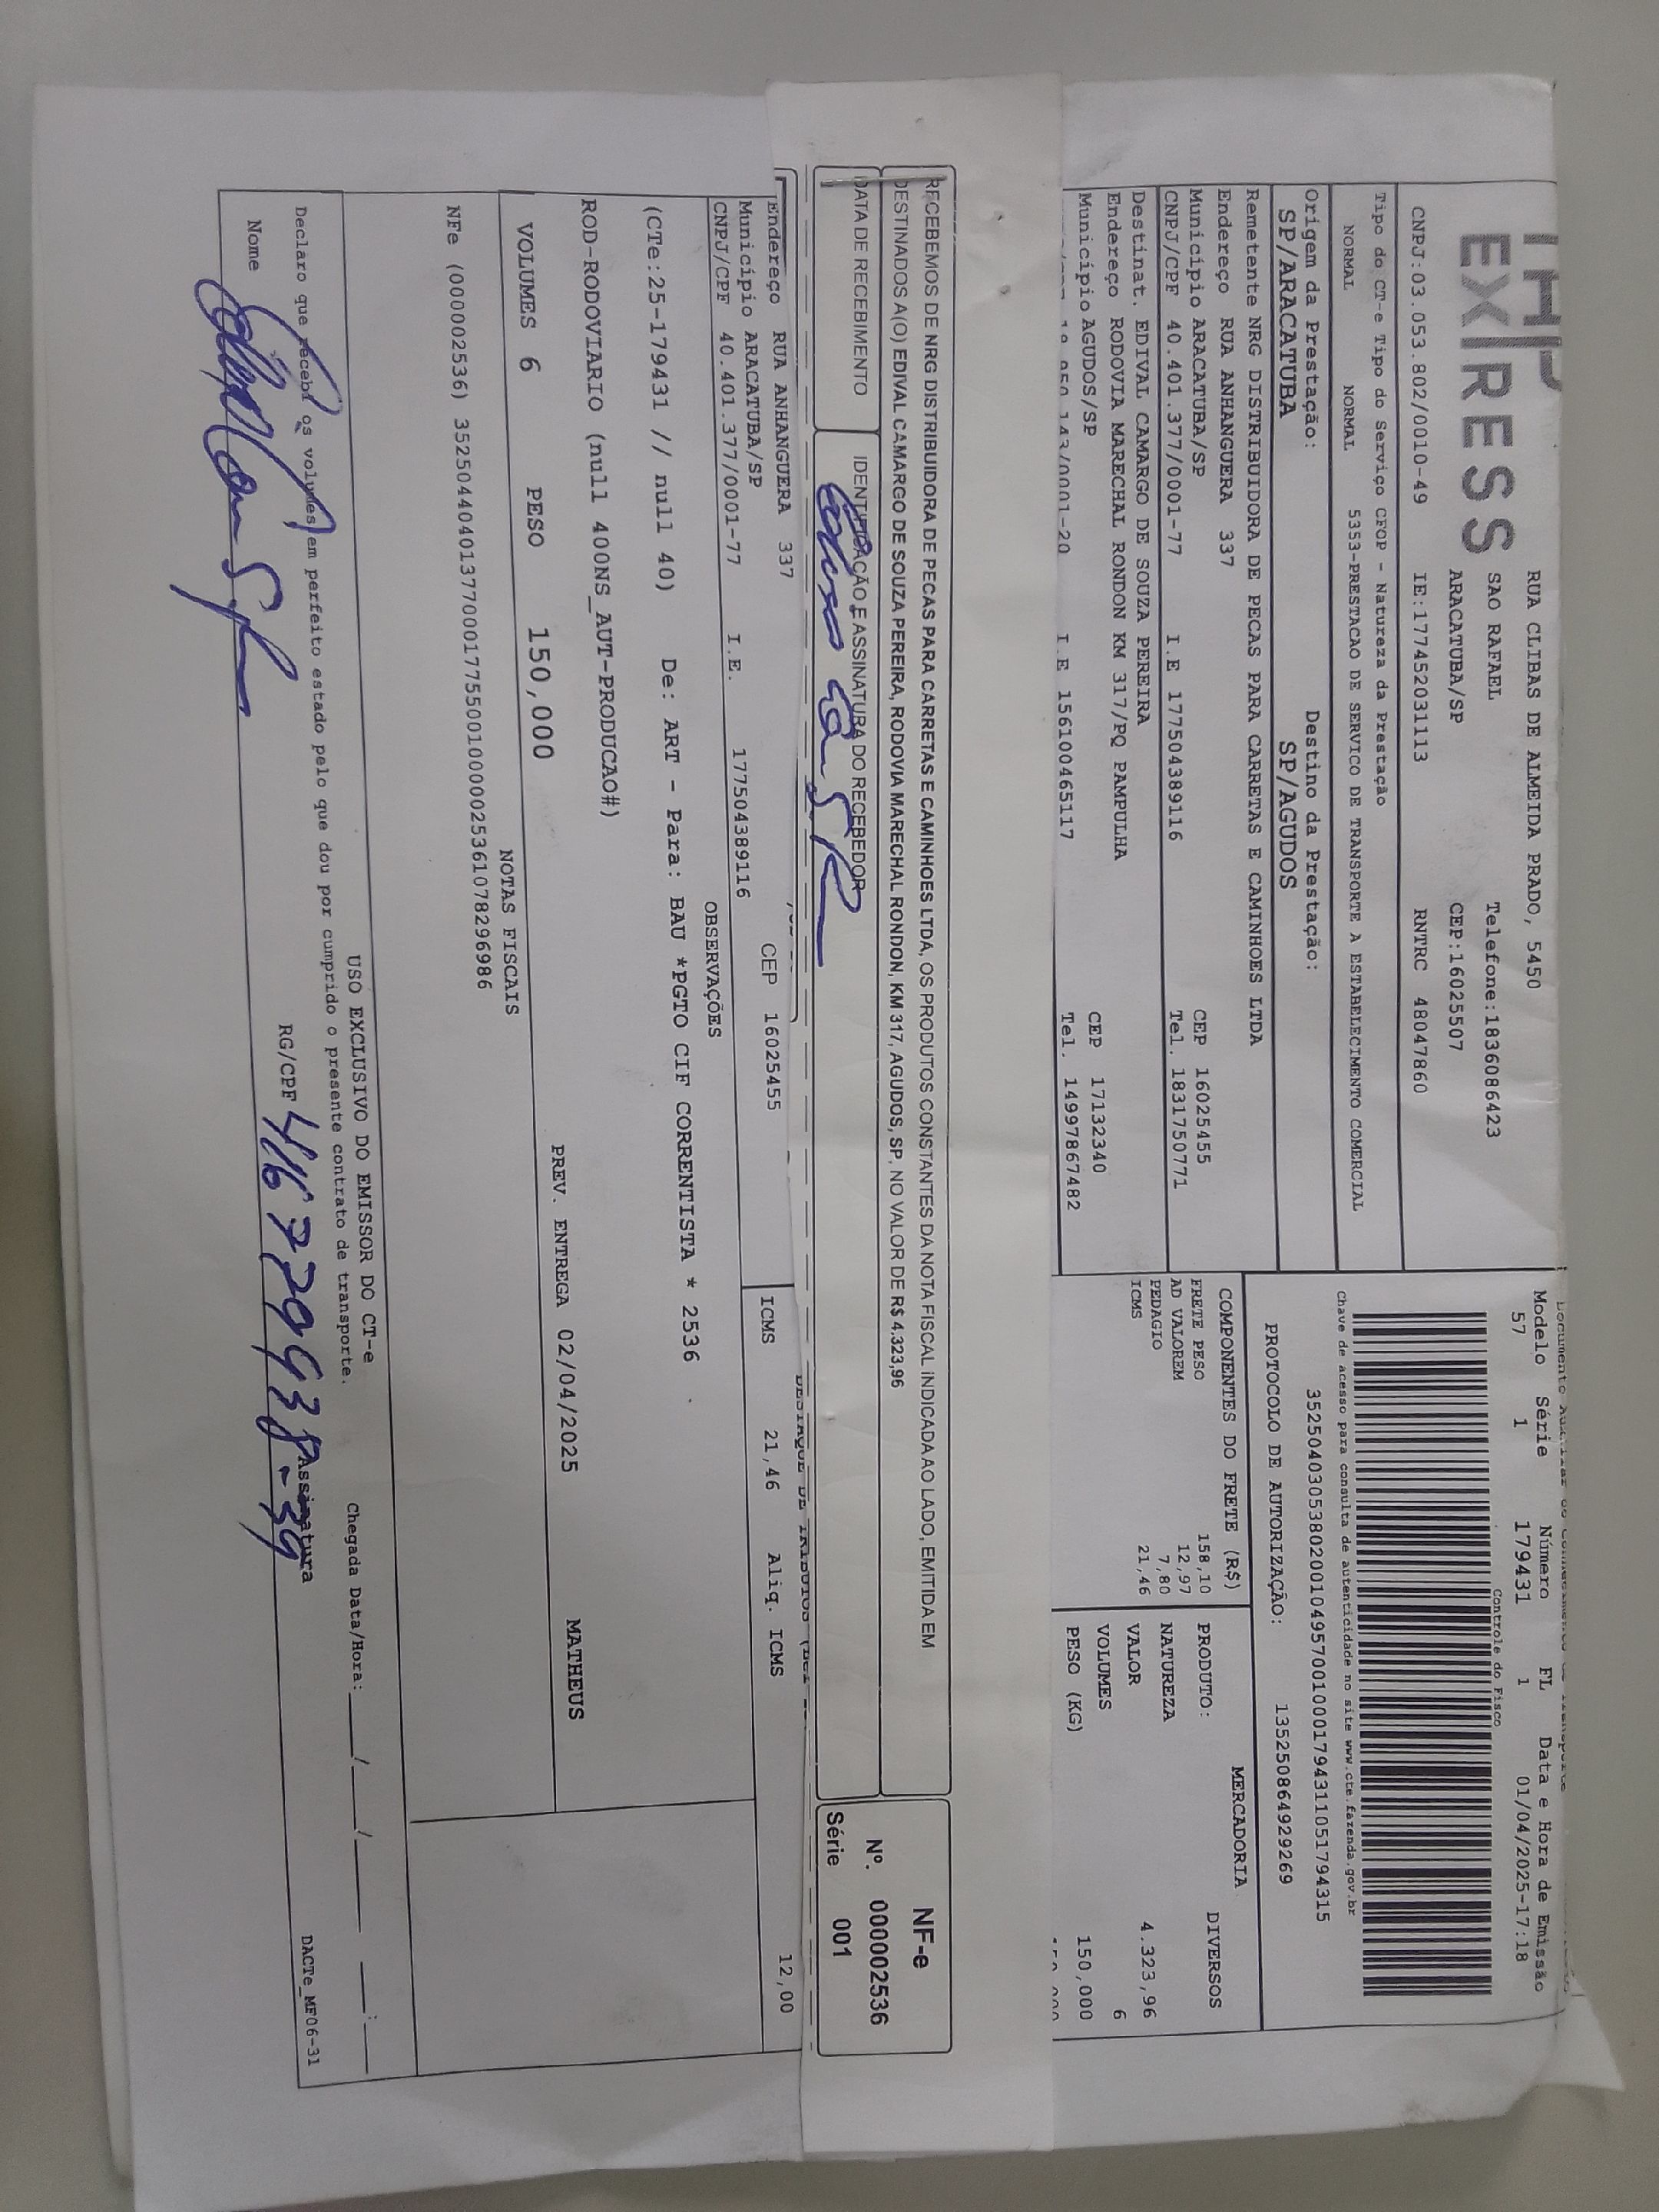 EXPRESS
RUA CLIBAS DE ALMEIDA PRADO, 5450
SAO RAFAEL Telefone:1836086423
ARACATUBA/SP CEP:16025507
CNPJ:03.053.802/0010-49 IE:177452031113 RNTRC 48047860
Modelo Série Número FL Data e Hora de Emissão
57 1 179431 1 01/04/2025-17:18
Controle do Fisco
Tipo do CT-e Tipo do Serviço CFOP - Natureza da Prestação
NORMAL NORMAL 5353-PRESTACAO DE SERVICO DE TRANSPORTE A ESTABELECIMENTO COMERCIAL
Chave de acesso para consulta de autenticidade no site www.cte.fazenda.gov.br
35250403053802001049570010001794311051794315
Origem da Prestação: Destino da Prestação:
SP/ARACATUBA SP/AGUDOS
PROTOCOLO DE AUTORIZAÇÃO: 135250864929269
Remetente NRG DISTRIBUIDORA DE PECAS PARA CARRETAS E CAMINHOES LTDA
Endereço RUA ANHANGUERA 337
Município ARACATUBA/SP CEP 16025455
CNPJ/CPF 40.401.377/0001-77 I.E 177504389116 Tel. 1831750771
Destinat. EDIVAL CAMARGO DE SOUZA PEREIRA
Endereço RODOVIA MARECHAL RONDON KM 317/PQ PAMPULHA
Município AGUDOS/SP CEP 17132340
I.E 156100465117 Tel. 14997867482
COMPONENTES DO FRETE (R$)
FRETE PESO 158,10
AD VALOREM 12,97
PEDAGIO 7,80
ICMS 21,46
MERCADORIA
PRODUTO: DIVERSOS
NATUREZA
VALOR 4.323,96
VOLUMES 6
PESO (KG) 150,000
RECEBEMOS DE NRG DISTRIBUIDORA DE PECAS PARA CARRETAS E CAMINHOES LTDA, OS PRODUTOS CONSTANTES DA NOTA FISCAL INDICADA AO LADO, EMITIDA EM
DESTINADOS A(O) EDIVAL CAMARGO DE SOUZA PEREIRA, RODOVIA MARECHAL RONDON, KM 317, AGUDOS, SP, NO VALOR DE R$ 4.323,96
DATA DE RECEBIMENTO IDENTIFICAÇÃO E ASSINATURA DO RECEBEDOR
NF-e
Nº. 000002536
Série 001
Endereço RUA ANHANGUERA 337 CEP 16025455
Município ARACATUBA/SP
CNPJ/CPF 40.401.377/0001-77 I.E. 177504389116
ICMS 21,46 Aliq. ICMS 12,00
OBSERVAÇÕES
(CTe:25-179431 // null 40) De: ART - Para: BAU *PGTO CIF CORRENTISTA * 2536
ROD-RODOVIARIO (null 400NS_AUT-PRODUCAO#)
VOLUMES 6 PESO 150,000 PREV. ENTREGA 02/04/2025 MATHEUS
NOTAS FISCAIS
NFe (000002536) 35250440401377000177550010000025361078296986
USO EXCLUSIVO DO EMISSOR DO CT-e
Declaro que recebi os volumes em perfeito estado pelo que dou por cumprido o presente contrato de transporte.
Chegada Data/Hora: ____/____/____ ____:____
Nome RG/CPF 416779938-39 Assinatura
DACTe_MF06-31